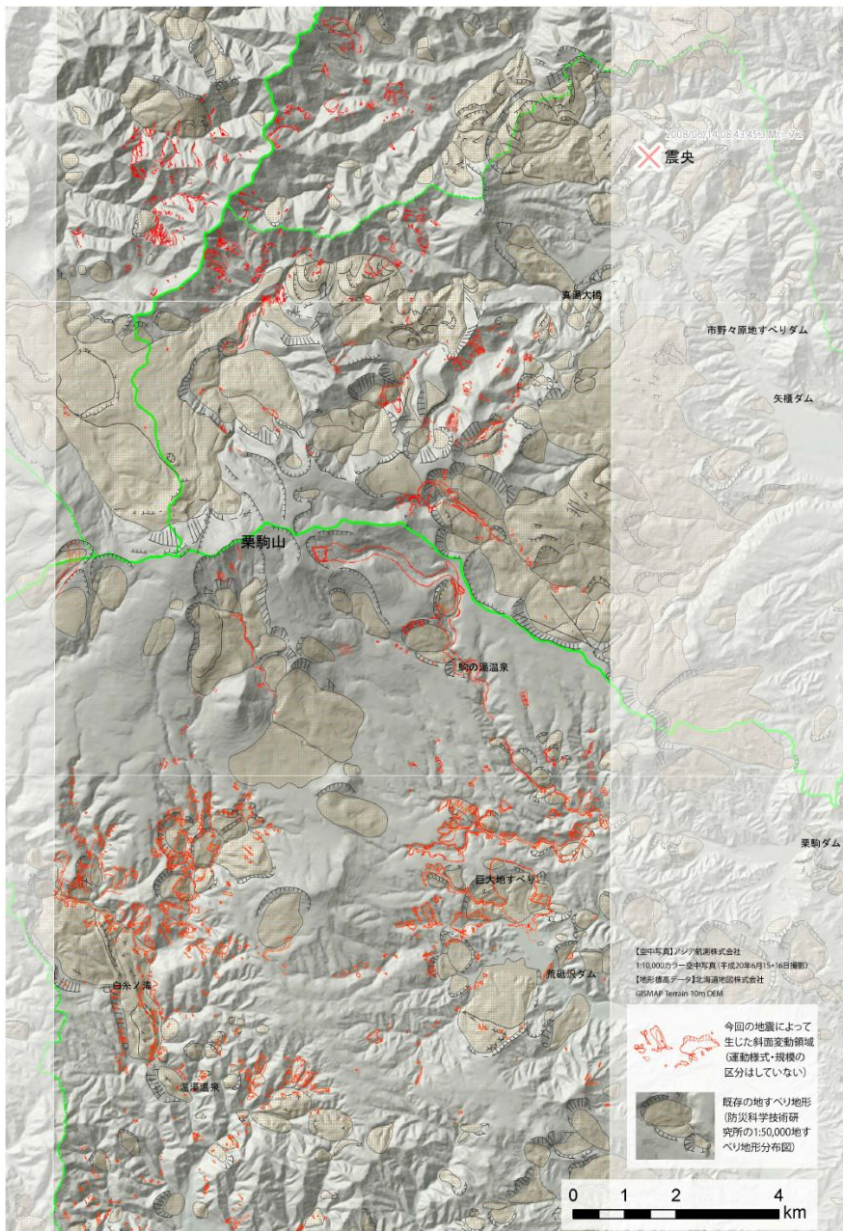 震央
真湯大橋
市野々原地すべりダム
矢櫃ダム
栗駒山
駒の湯温泉
栗駒ダム
巨大地すべり
荒砥沢ダム
白糸ノ滝
温湯温泉
【空中写真】アジア航測株式会社
1:10,000カラー空中写真(平成20年6月15・16日撮影)
【地形標高データ】北海道地図株式会社
GISMAP Terrain 10m DEM
今回の地震によって
生じた斜面変動領域
(運動様式・規模の
区分はしていない)
既存の地すべり地形
(防災科学技術研
究所の1:50,000地す
べり地形分布図)
0 1 2 4
km